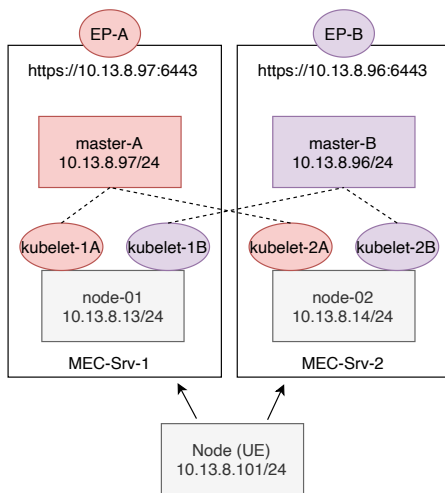 EP-A
EP-B
https://10.13.8.97:6443
https://10.13.8.96:6443
master-A
10.13.8.97/24
master-B
10.13.8.96/24
kubelet-1A
kubelet-1B
kubelet-2A
kubelet-2B
node-01
10.13.8.13/24
node-02
10.13.8.14/24
MEC-Srv-1
MEC-Srv-2
Node (UE)
10.13.8.101/24